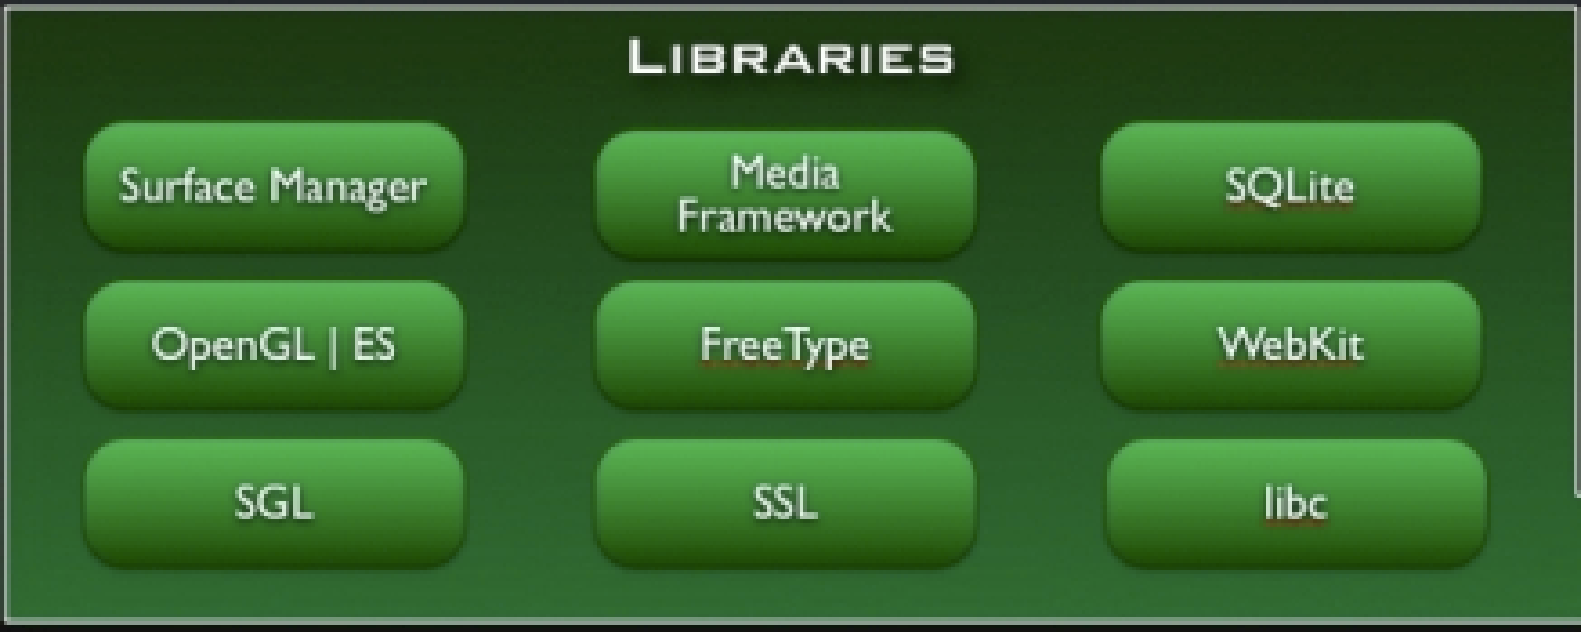 LIBRARIES
Surface Manager
Media
Framework
SQLite
OpenGL | ES
FreeType
WebKit
SGL
SSL
libc